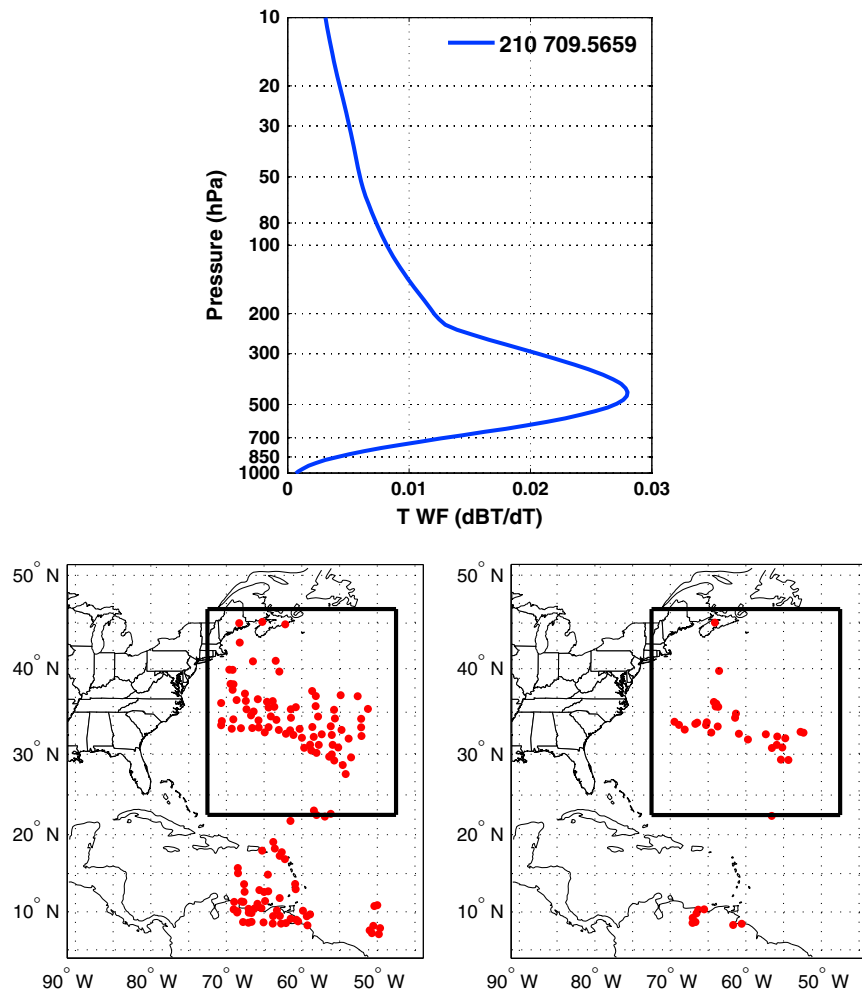 10
20
30
50
80
100
200
300
500
700
850
1000
Pressure (hPa)
210 709.5659
0 0.01 0.02 0.03
T WF (dBT/dT)
50° N
40° N
30° N
20° N
10° N
90° W 80° W 70° W 60° W 50° W
50° N
40° N
30° N
20° N
10° N
90° W 80° W 70° W 60° W 50° W